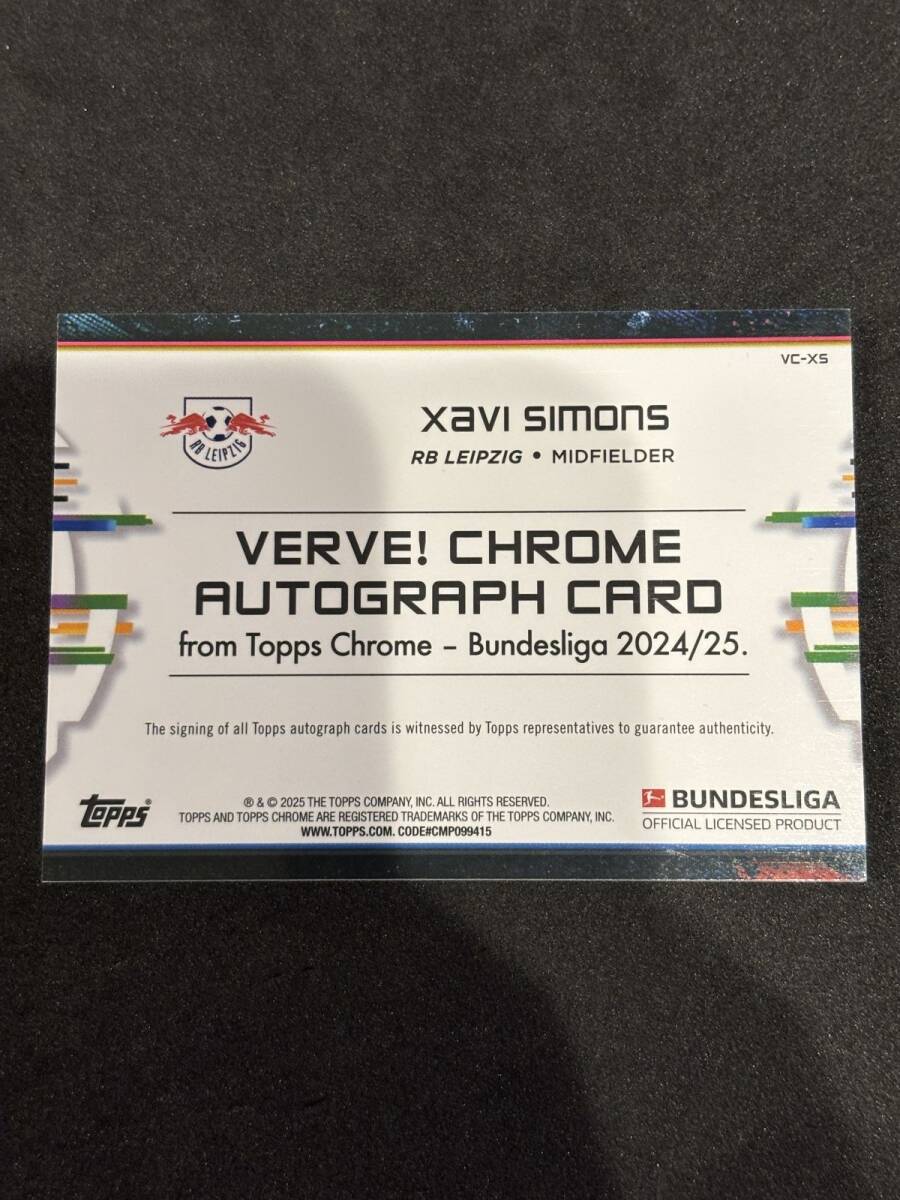 VC-XS
XAVI SIMONS
RB LEIPZIG • MIDFIELDER
RB LEIPZIG
VERVE! CHROME
AUTOGRAPH CARD
from Topps Chrome – Bundesliga 2024/25.
The signing of all Topps autograph cards is witnessed by Topps representatives to guarantee authenticity.
topps®
® & © 2025 THE TOPPS COMPANY, INC. ALL RIGHTS RESERVED.
TOPPS AND TOPPS CHROME ARE REGISTERED TRADEMARKS OF THE TOPPS COMPANY, INC.
WWW.TOPPS.COM. CODE#CMP099415
BUNDESLIGA
OFFICIAL LICENSED PRODUCT